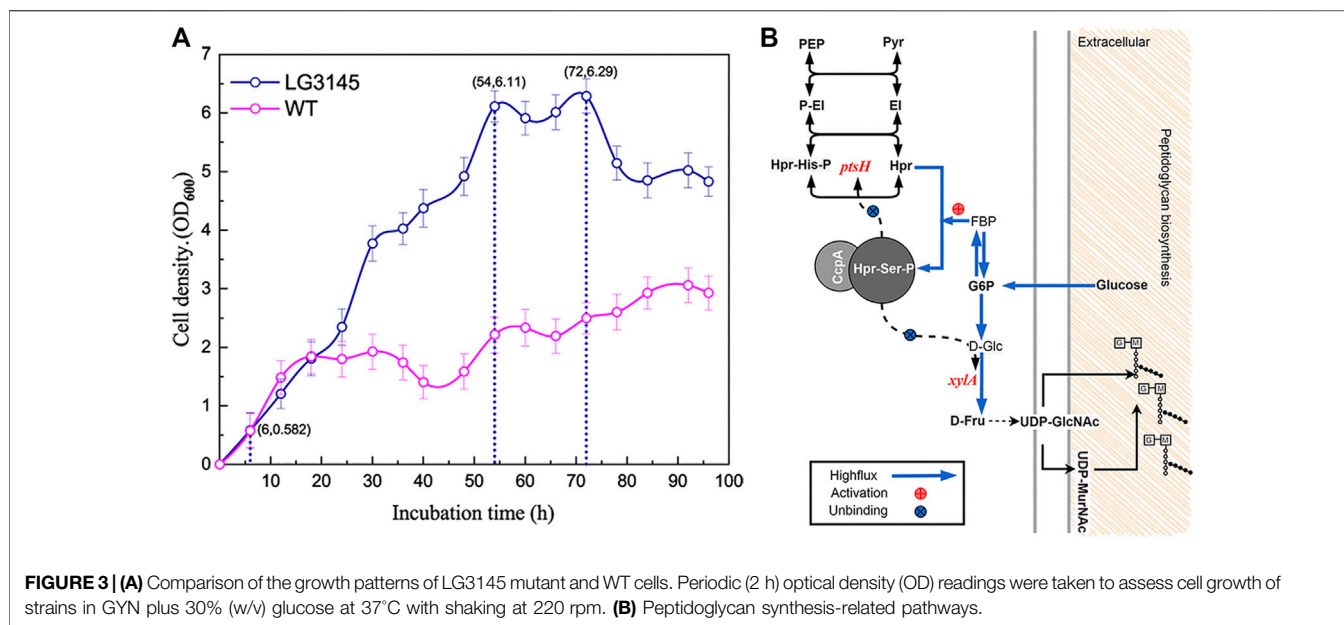 A
7
6
5
4
3
2
1
0
Cell density.(OD600)
LG3145
WT
(54,6.11)
(72,6.29)
(6,0.582)
10 20 30 40 50 60 70 80 90 100
Incubation time (h)
B
PEP Pyr
P-EI EI
Hpr-His-P ptsH Hpr
CcpA Hpr-Ser-P
FBP
G6P
Glucose
D-Glc
xylA
D-Fru
UDP-GlcNAc
UDP-MurNAc
Extracellular
Peptidoglycan biosynthesis
G M
G M
G M
Highflux
Activation
Unbinding
FIGURE 3 | (A) Comparison of the growth patterns of LG3145 mutant and WT cells. Periodic (2 h) optical density (OD) readings were taken to assess cell growth of
strains in GYN plus 30% (w/v) glucose at 37°C with shaking at 220 rpm. (B) Peptidoglycan synthesis-related pathways.